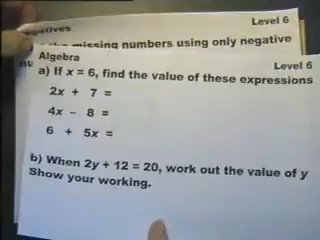 Level 6
missing numbers using only negative
Algebra
Level 6
a) If x = 6, find the value of these expressions
2x + 7 =
4x - 8 =
6 + 5x =
b) When 2y + 12 = 20, work out the value of y
Show your working.